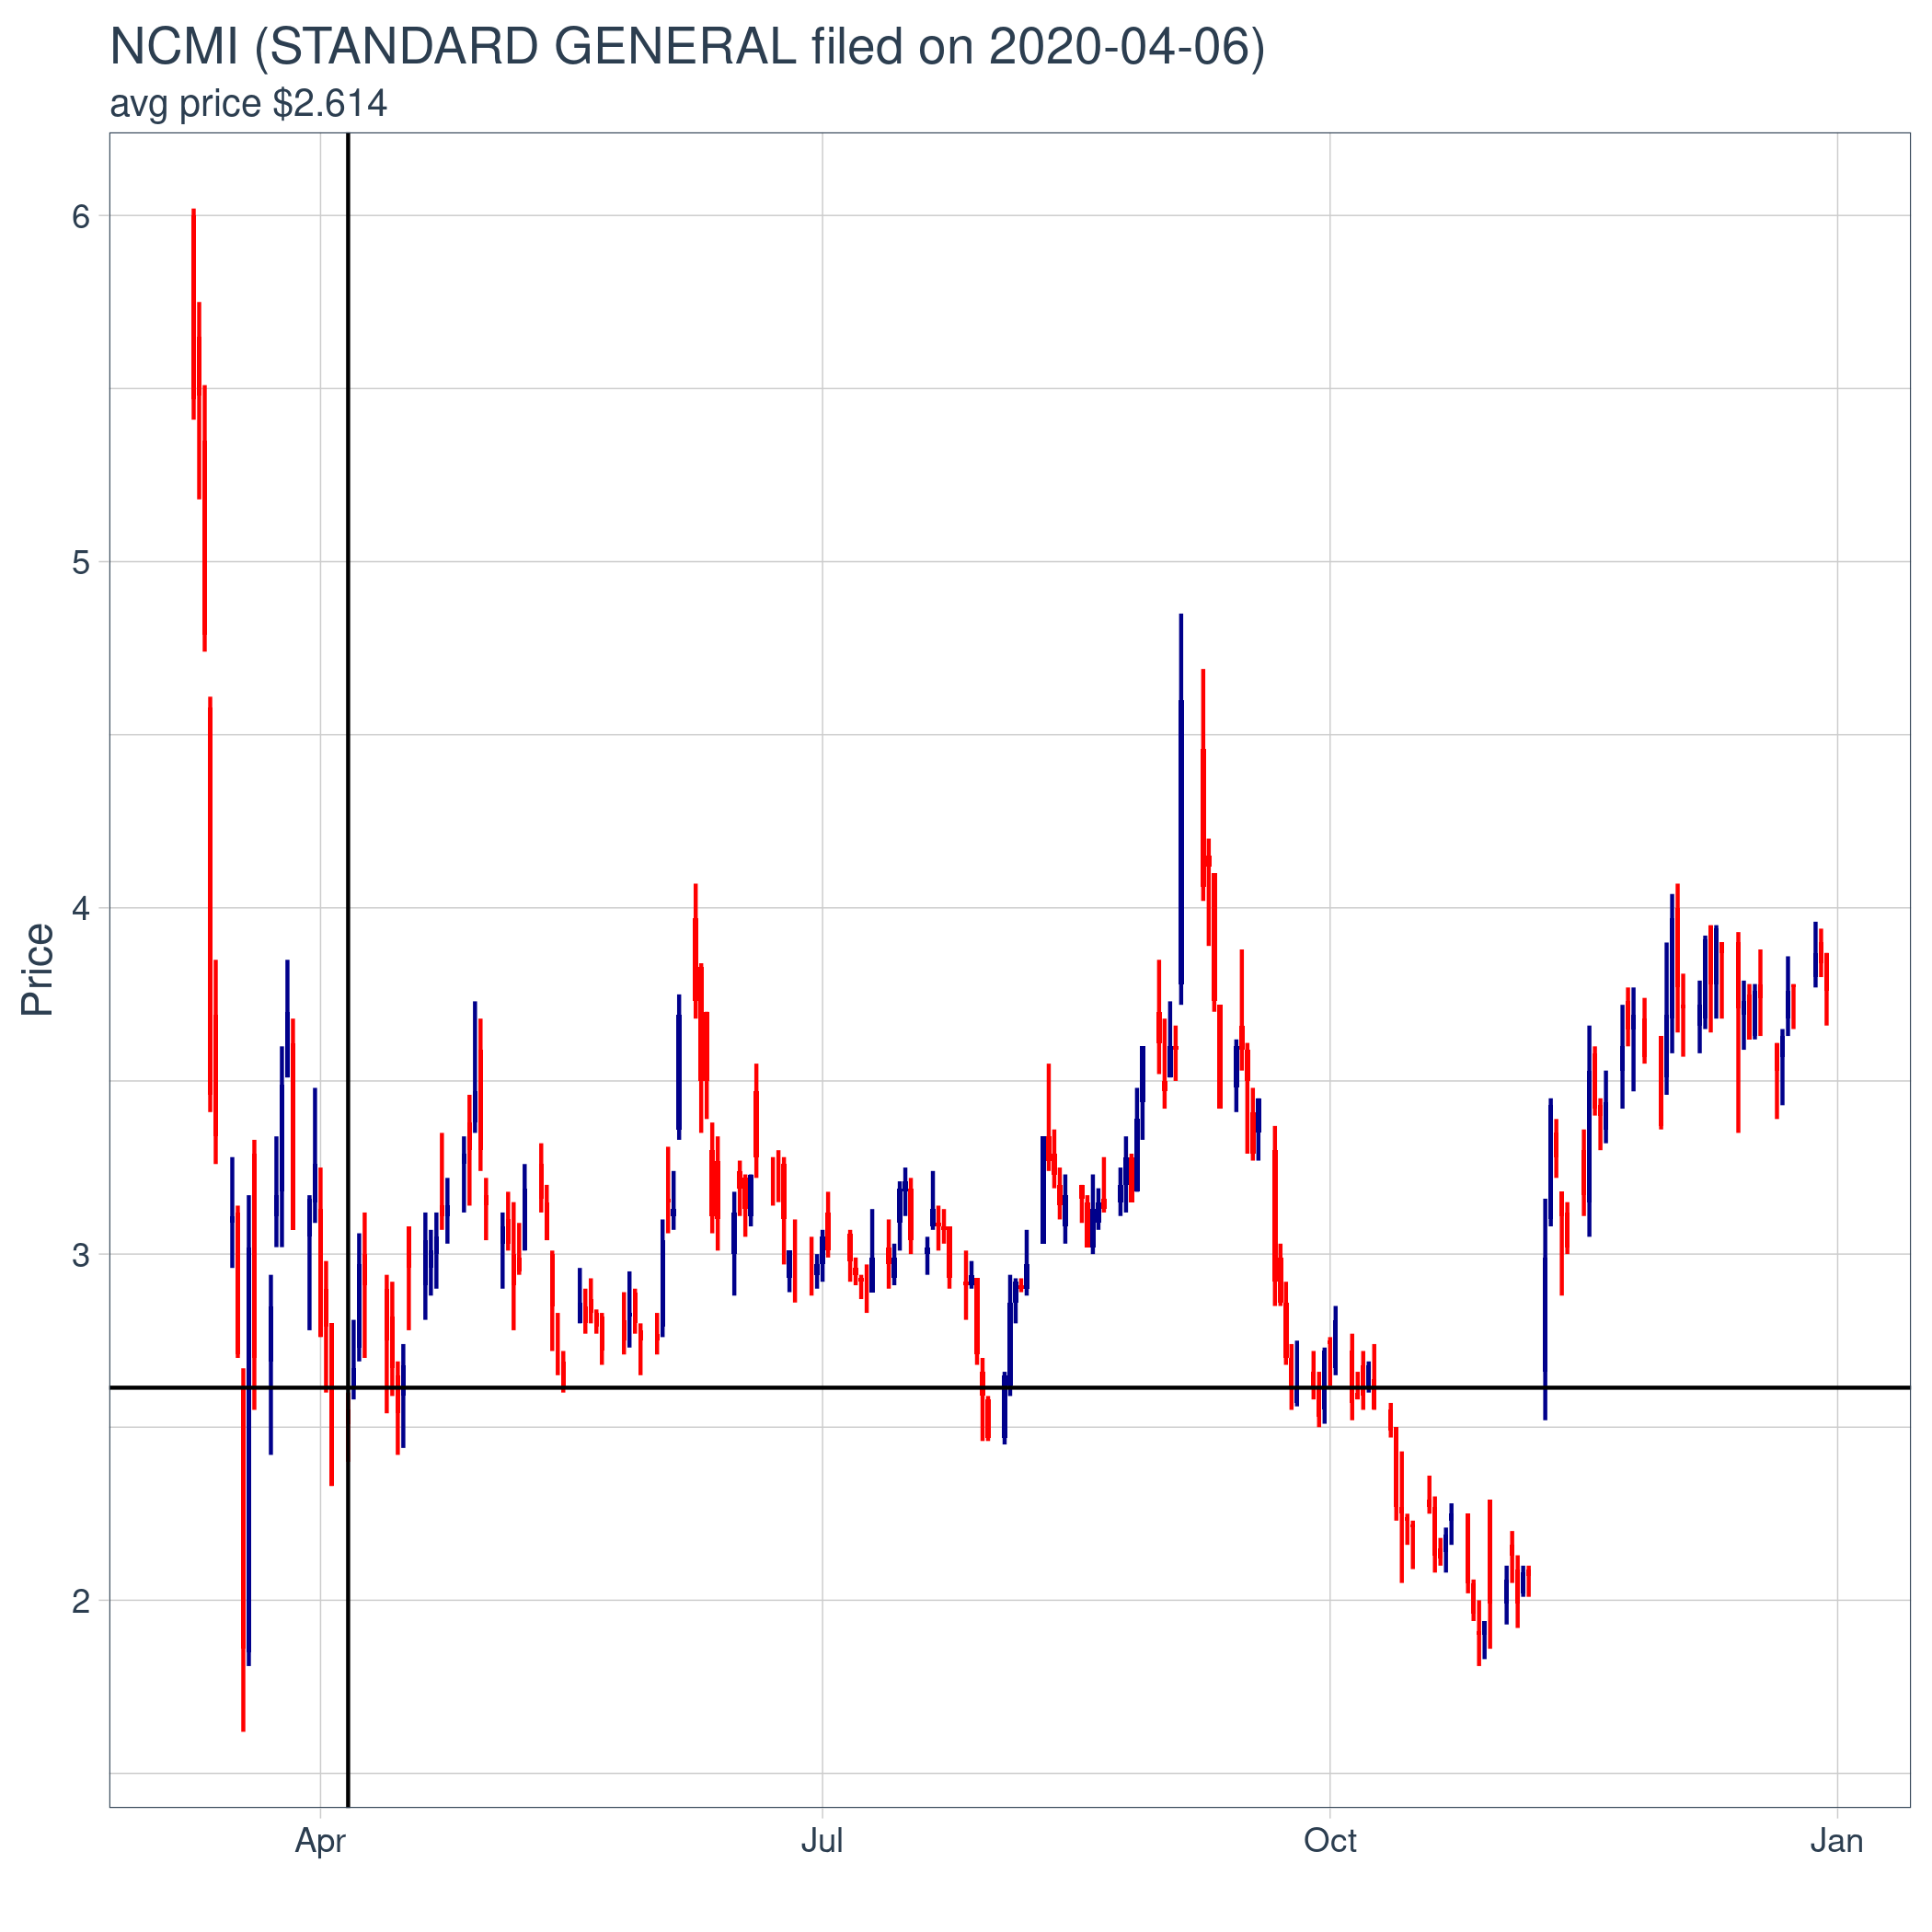 NCMI (STANDARD GENERAL filed on 2020-04-06)
avg price $2.614
6
5
4
3
2
Price
Apr Jul Oct Jan